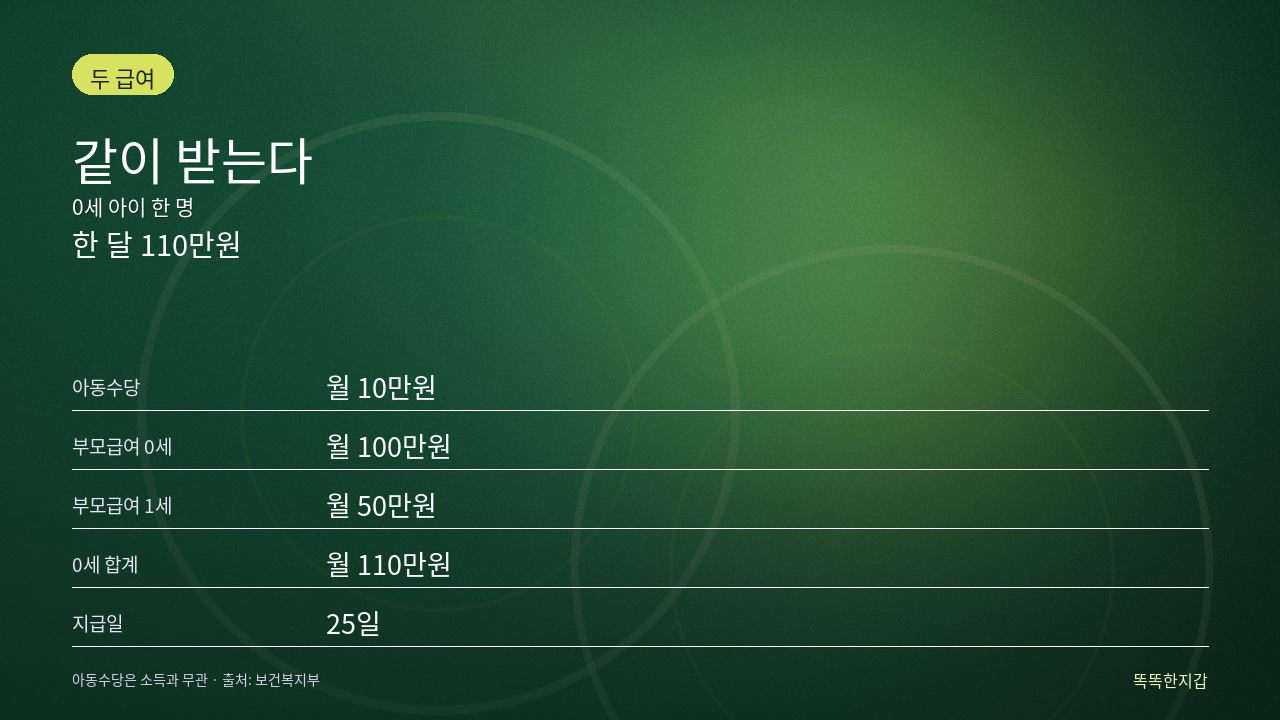 두 급여
같이 받는다
0세 아이 한 명
한 달 110만원
아동수당 월 10만원
부모급여 0세 월 100만원
부모급여 1세 월 50만원
0세 합계 월 110만원
지급일 25일
아동수당은 소득과 무관 · 출처: 보건복지부
똑똑한지갑